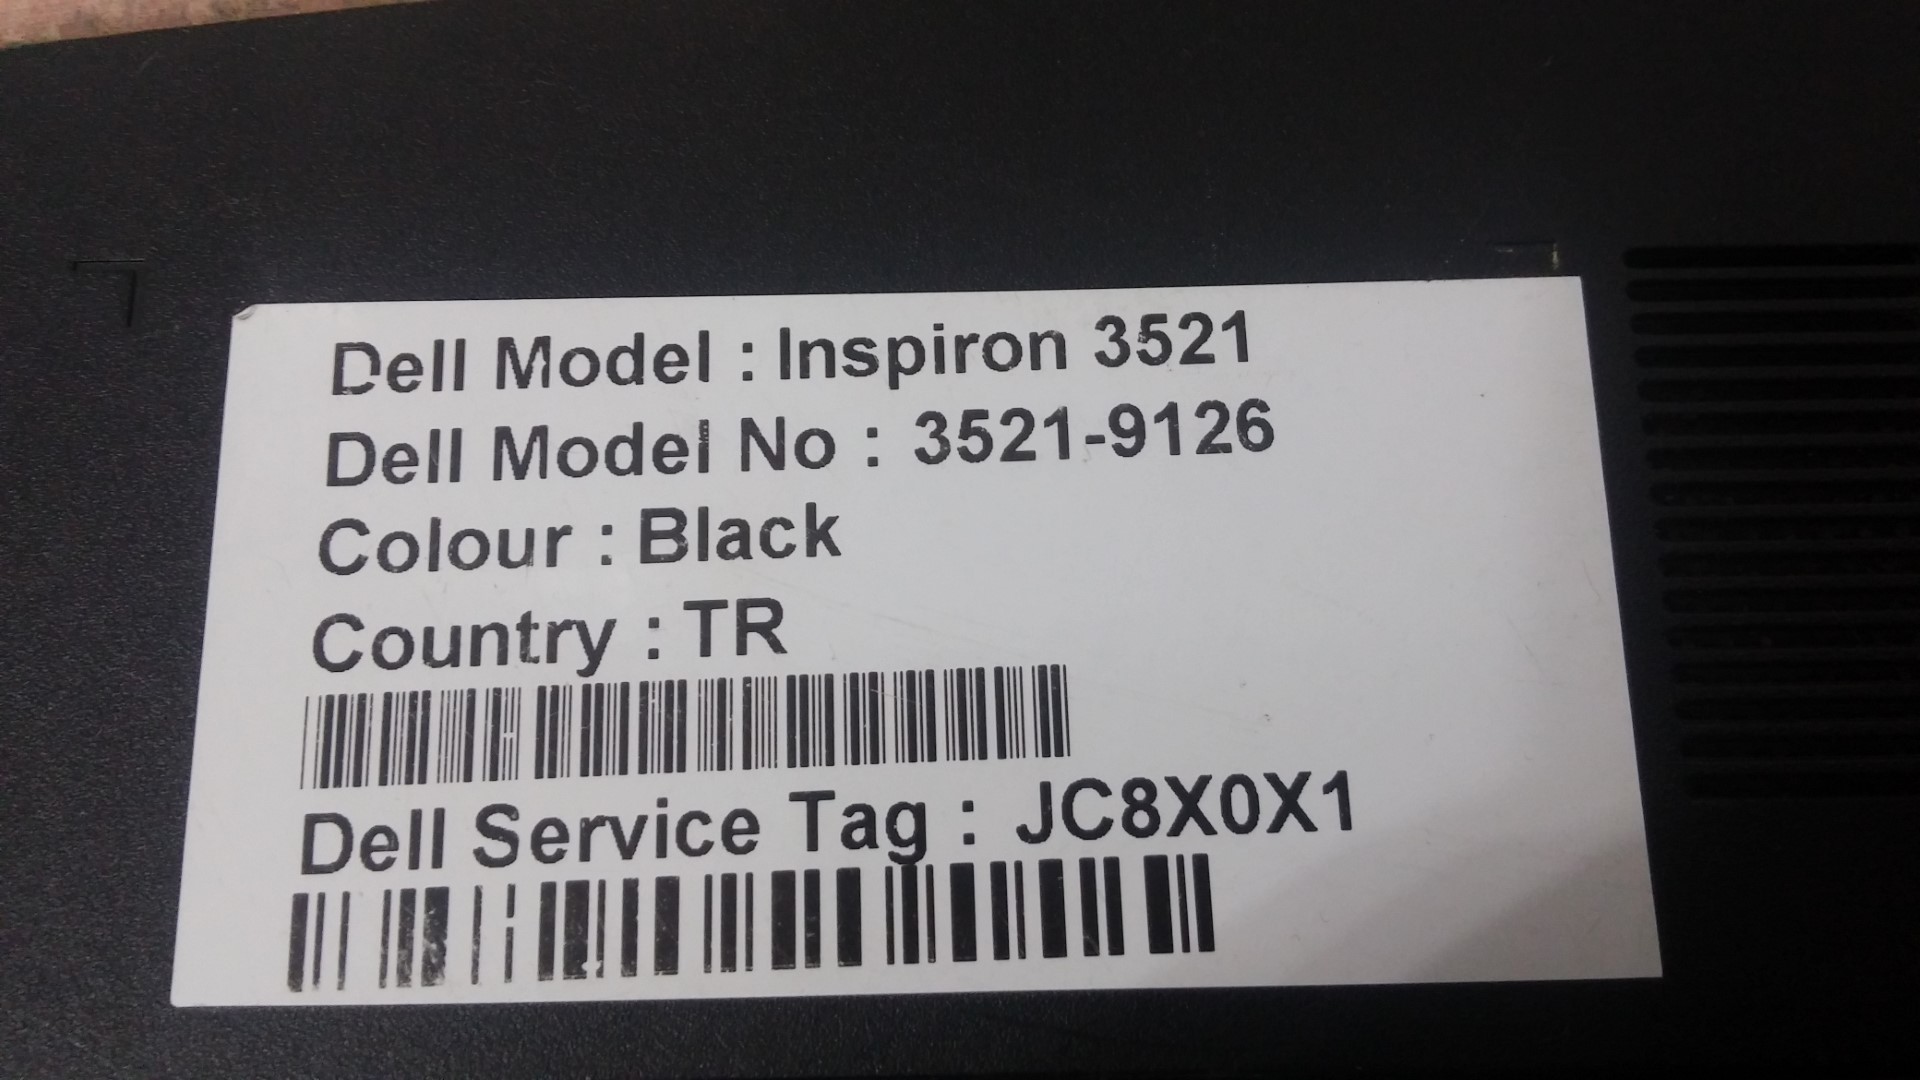 Dell Model : Inspiron 3521
Dell Model No : 3521-9126
Colour : Black
Country : TR
Dell Service Tag : JC8X0X1